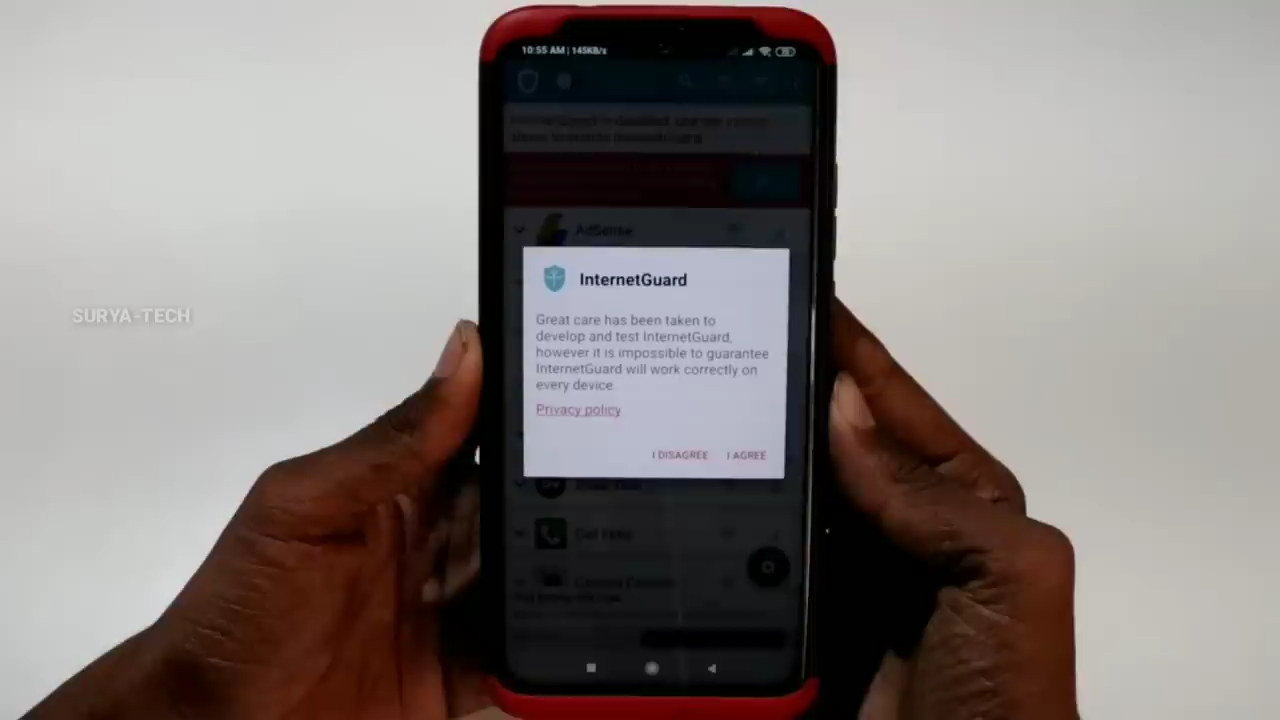 10:55 AM | 145KB/s
AdSense
InternetGuard
SURYA-TECH
Great care has been taken to
develop and test InternetGuard,
however it is impossible to guarantee
InternetGuard will work correctly on
every device.
Privacy policy
I DISAGREE I AGREE